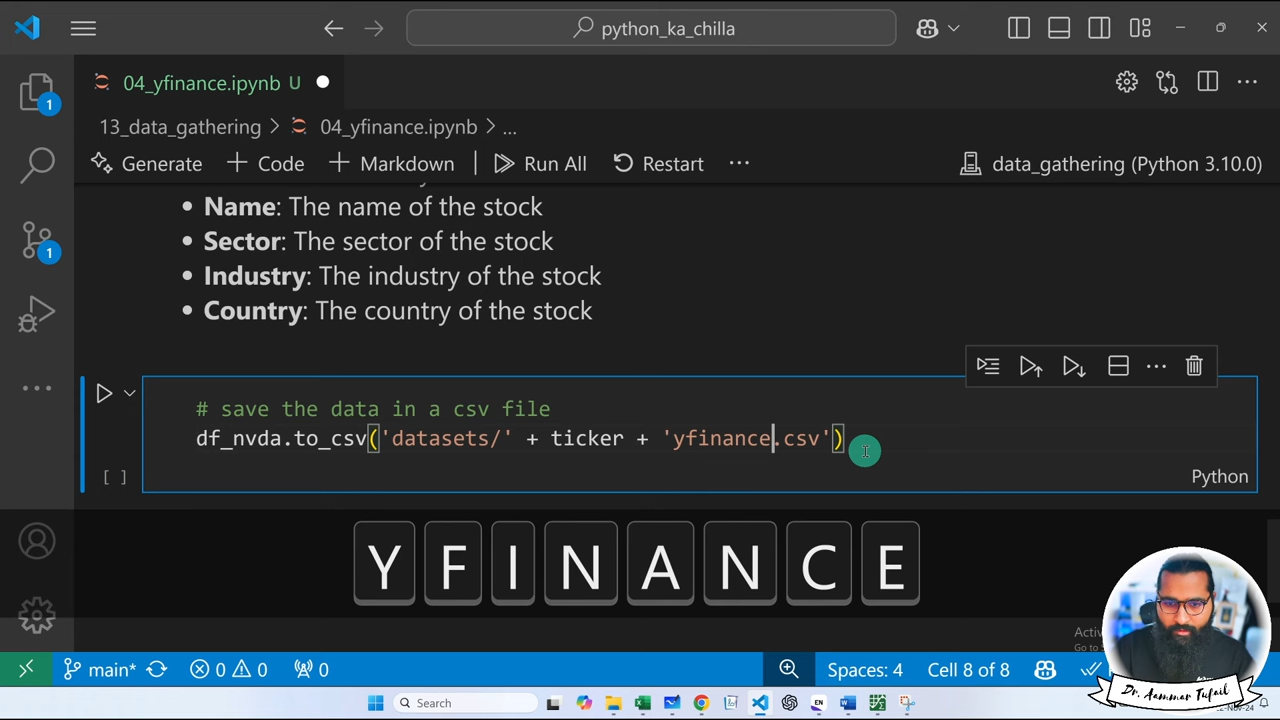 python_ka_chilla
04_yfinance.ipynb U
13_data_gathering > 04_yfinance.ipynb > ...
Generate + Code + Markdown Run All Restart ... data_gathering (Python 3.10.0)
• Name: The name of the stock
• Sector: The sector of the stock
• Industry: The industry of the stock
• Country: The country of the stock
# save the data in a csv file
df_nvda.to_csv('datasets/' + ticker + 'yfinance.csv')
[ ] Python
Y F I N A N C E
main* 0 0 0 Spaces: 4 Cell 8 of 8
Search
Dr. Aammar Tufail